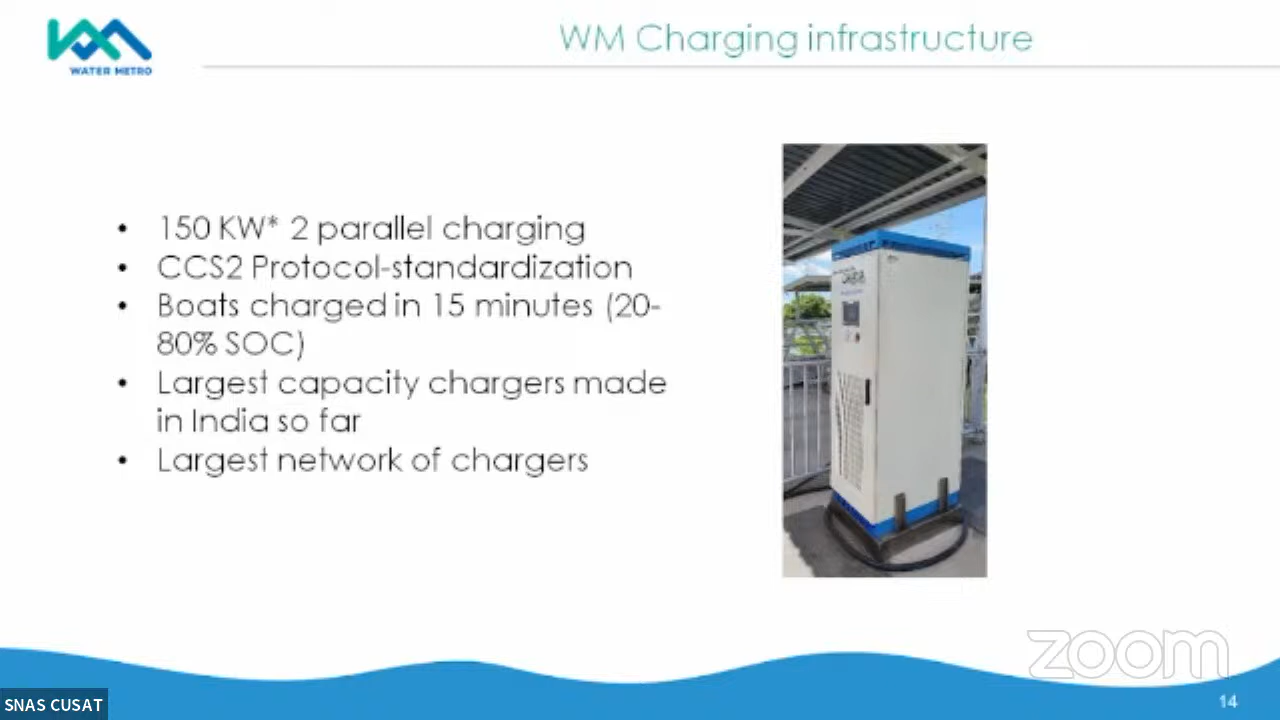 WATER METRO
WM Charging infrastructure
• 150 KW* 2 parallel charging
• CCS2 Protocol-standardization
• Boats charged in 15 minutes (20-
80% SOC)
• Largest capacity chargers made
in India so far
• Largest network of chargers
zoom
SNAS CUSAT
14